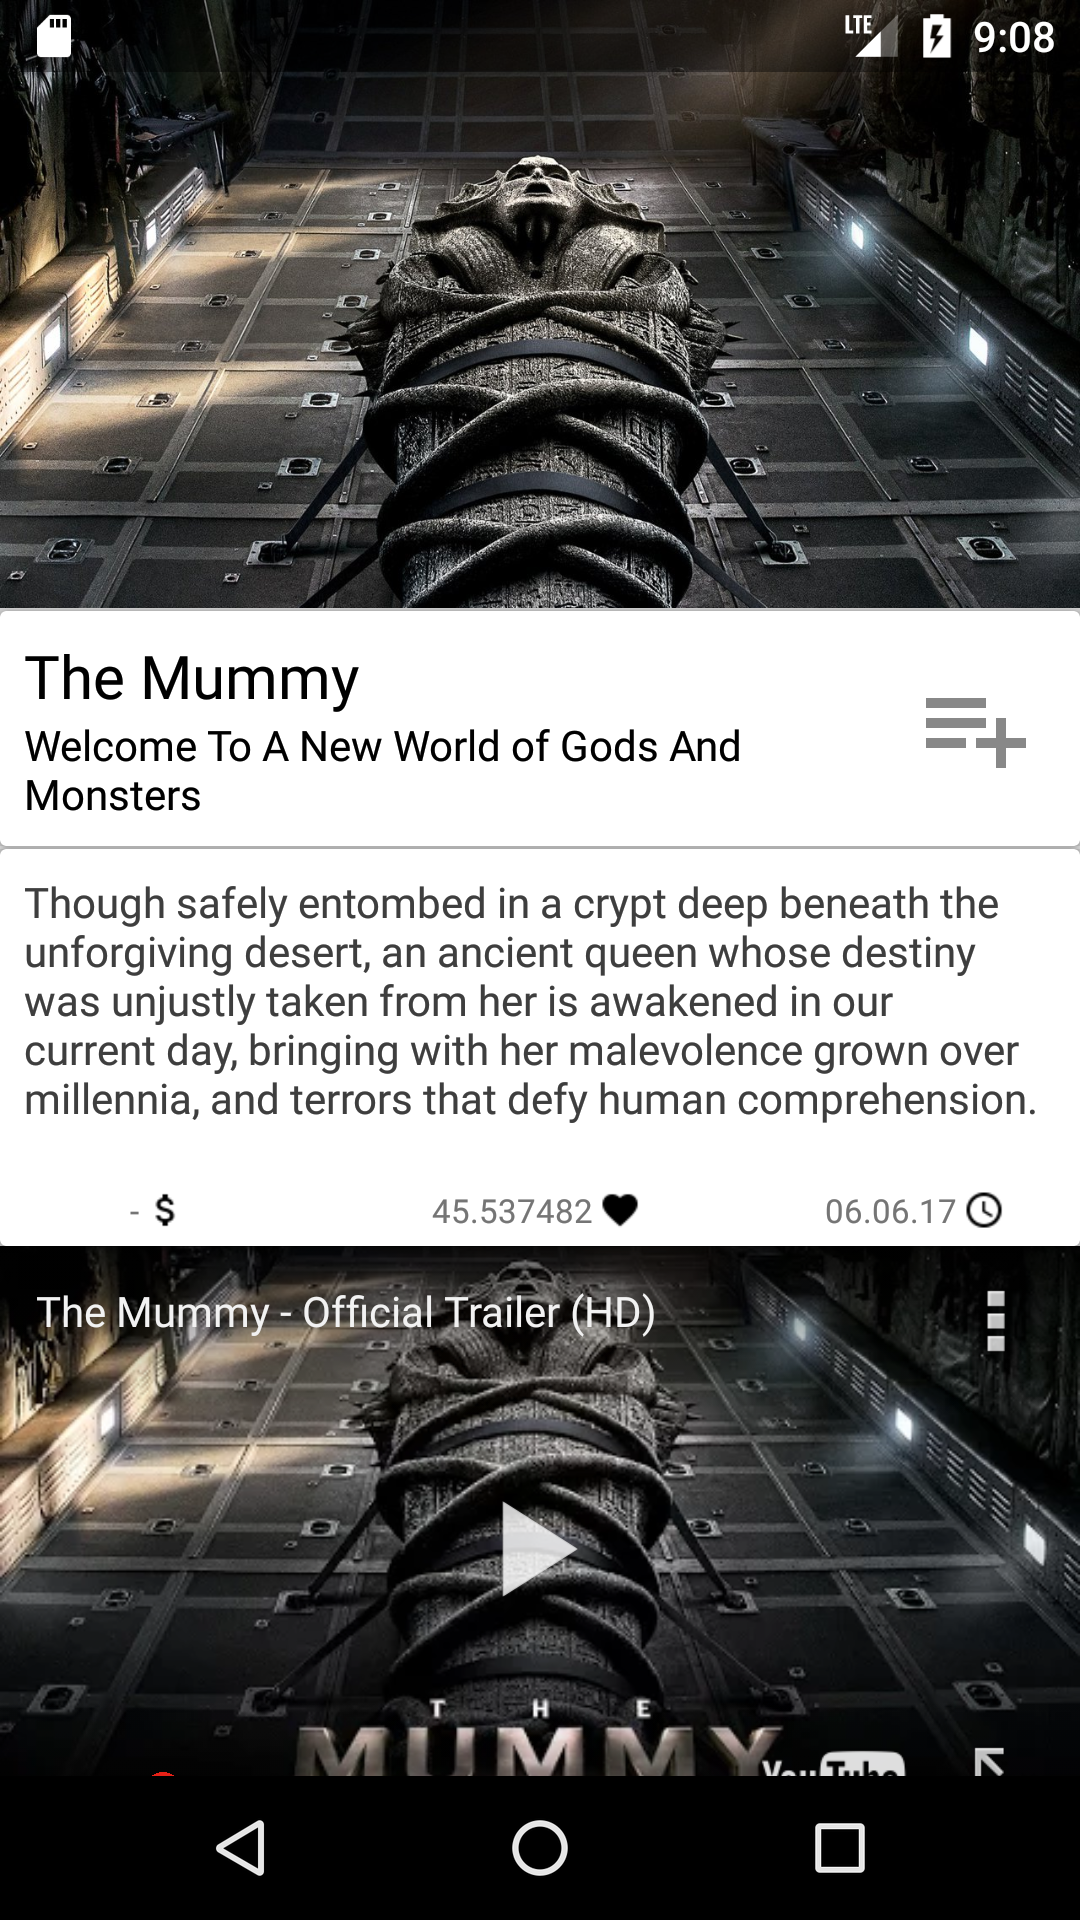 LTE 9:08
The Mummy
Welcome To A New World of Gods And
Monsters
Though safely entombed in a crypt deep beneath the
unforgiving desert, an ancient queen whose destiny
was unjustly taken from her is awakened in our
current day, bringing with her malevolence grown over
millennia, and terrors that defy human comprehension.
- $ 45.537482 06.06.17
The Mummy - Official Trailer (HD)
THE
MUMMY
YouTube